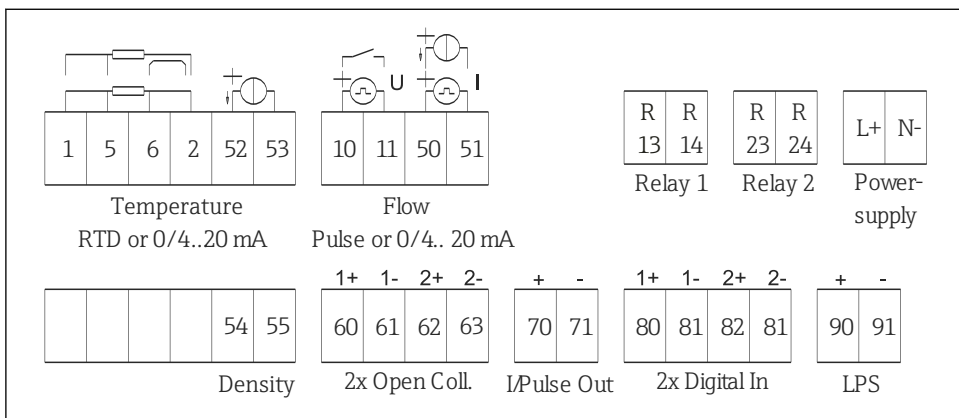 U I
1 5 6 2 52 53 10 11 50 51
R R R R
13 14 23 24
L+ N-
Relay 1 Relay 2 Power-
supply
Temperature Flow
RTD or 0/4..20 mA Pulse or 0/4.. 20 mA
1+ 1- 2+ 2- + - 1+ 1- 2+ 2- + -
54 55 60 61 62 63 70 71 80 81 82 81 90 91
Density 2x Open Coll. I/Pulse Out 2x Digital In LPS